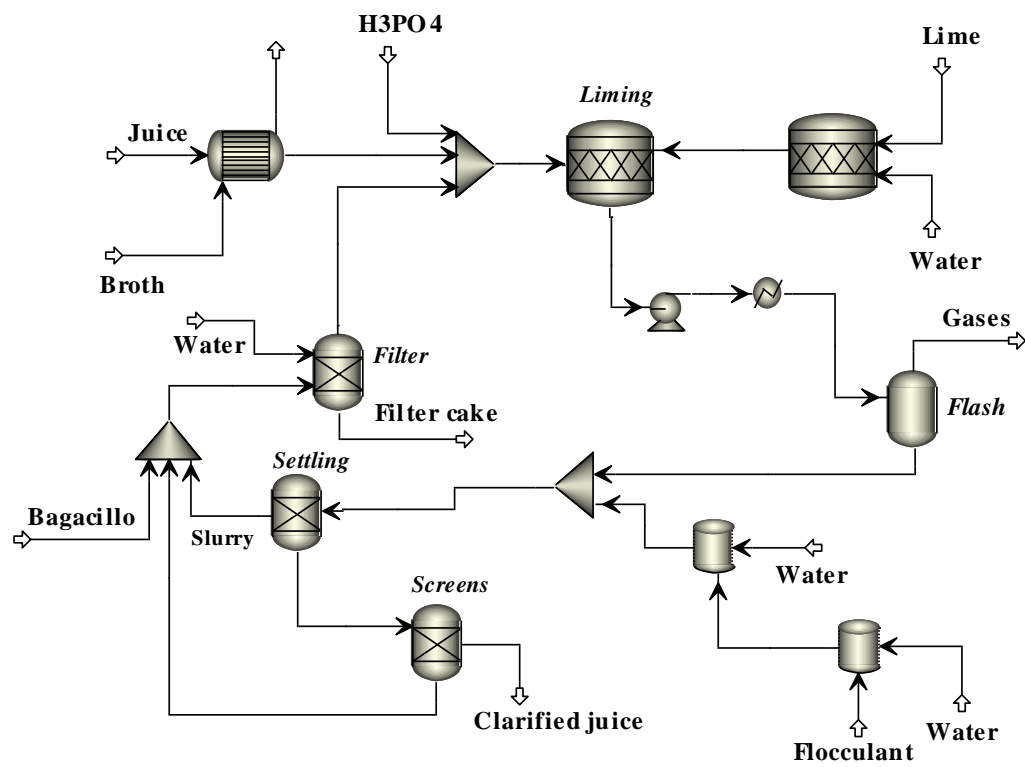 H3PO4
Lime
Liming
Juice
Water
Broth
Gases
Water
Filter
Filter cake
Flash
Settling
Bagacillo
Slurry
Water
Screens
Clarified juice
Water
Flocculant